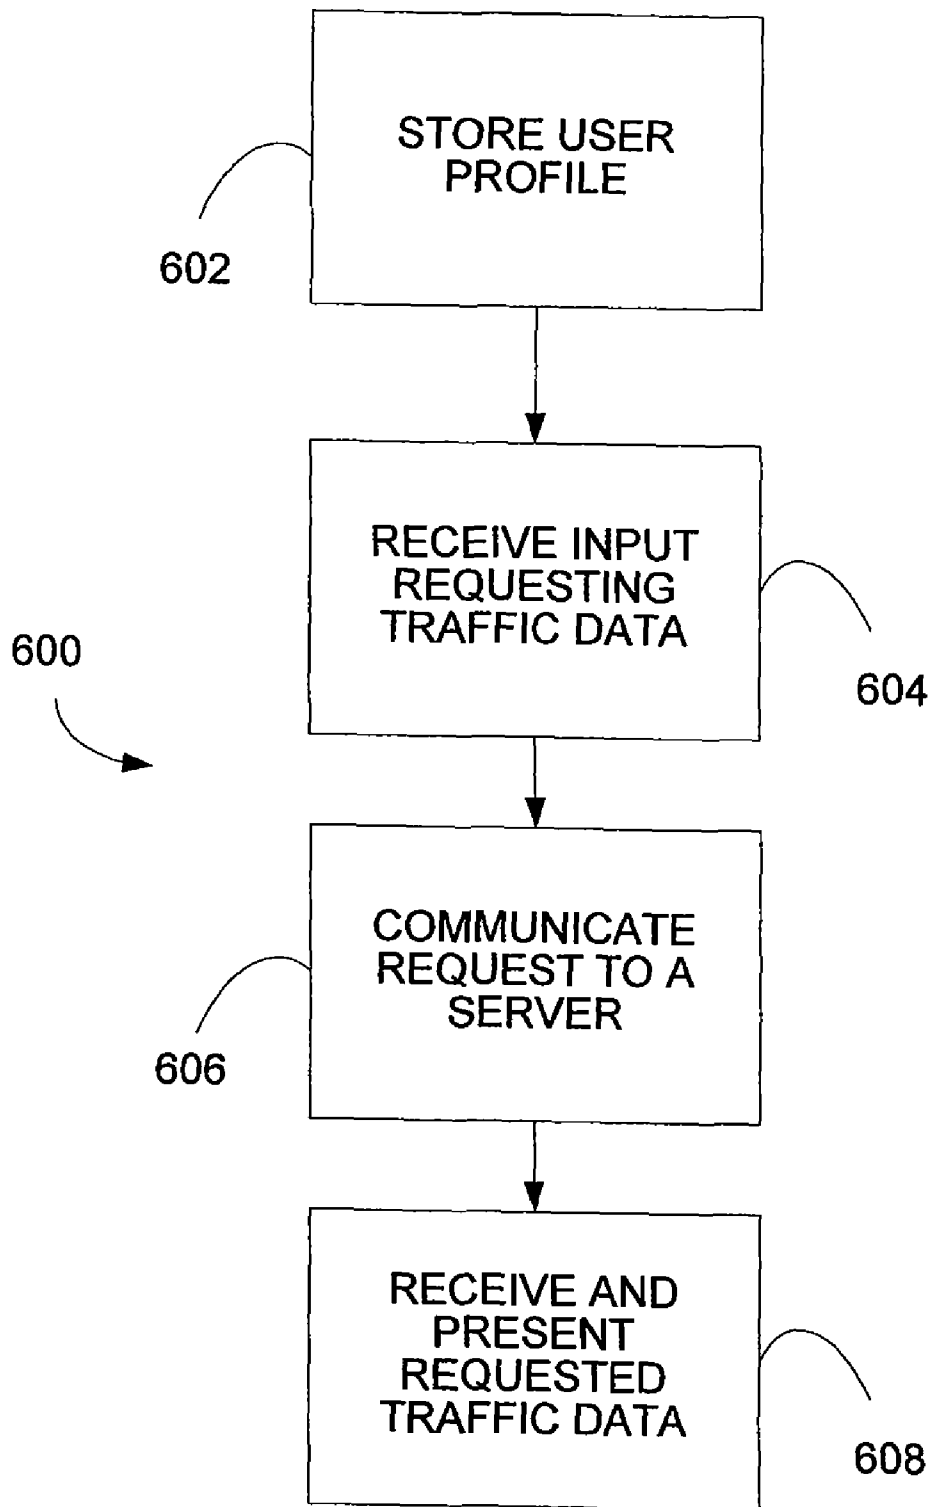 STORE USER
PROFILE
602
RECEIVE INPUT
REQUESTING
TRAFFIC DATA
600
604
COMMUNICATE
REQUEST TO A
SERVER
606
RECEIVE AND
PRESENT
REQUESTED
TRAFFIC DATA
608